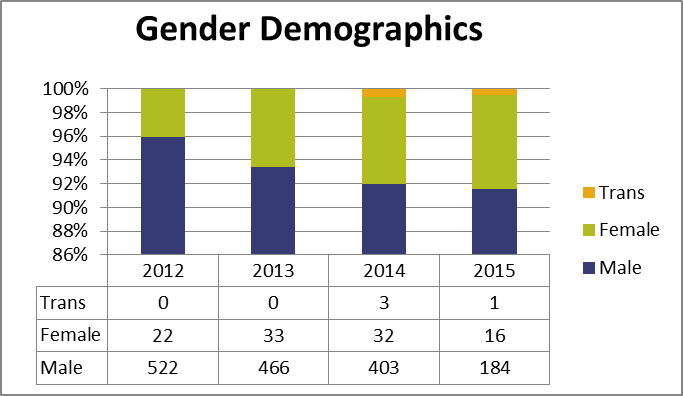 Gender Demographics
100%
98%
96%
94%
92%
90%
88%
86%
Trans
Female
Male
2012 2013 2014 2015
Trans 0 0 3 1
Female 22 33 32 16
Male 522 466 403 184